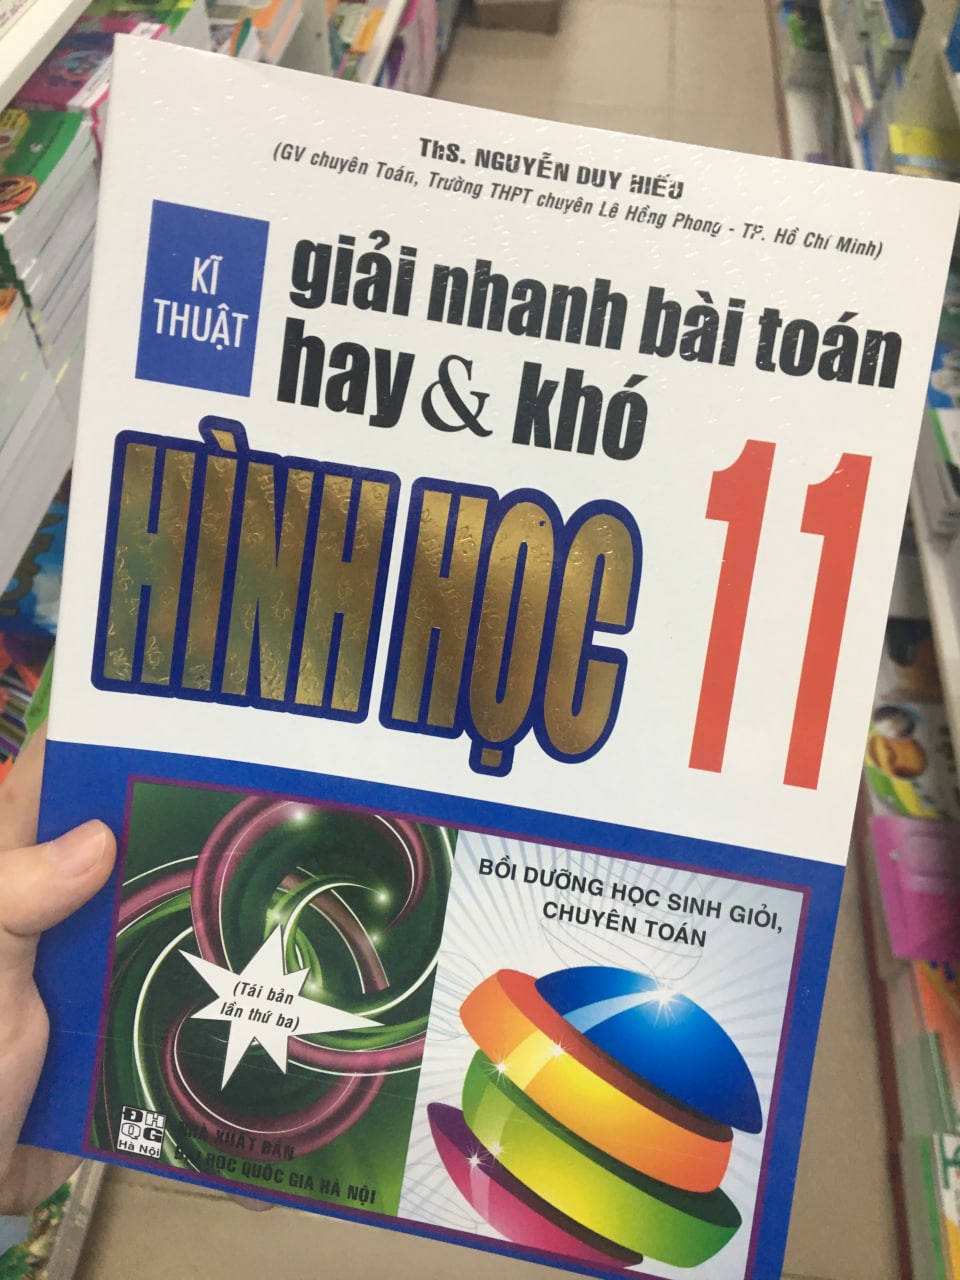 ThS. NGUYỄN DUY HIẾU
(GV chuyên Toán, Trường THPT chuyên Lê Hồng Phong - TP. Hồ Chí Minh)
KĨ
THUẬT
giải nhanh bài toán
hay & khó
HÌNH HỌC
11
BỒI DƯỠNG HỌC SINH GIỎI,
CHUYÊN TOÁN
(Tái bản
lần thứ ba)
ĐH
QG
Hà Nội
NHÀ XUẤT BẢN
ĐẠI HỌC QUỐC GIA HÀ NỘI